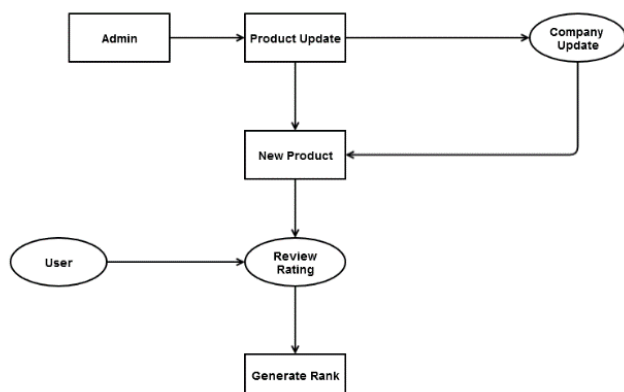 Admin
Product Update
Company
Update
New Product
User
Review
Rating
Generate Rank